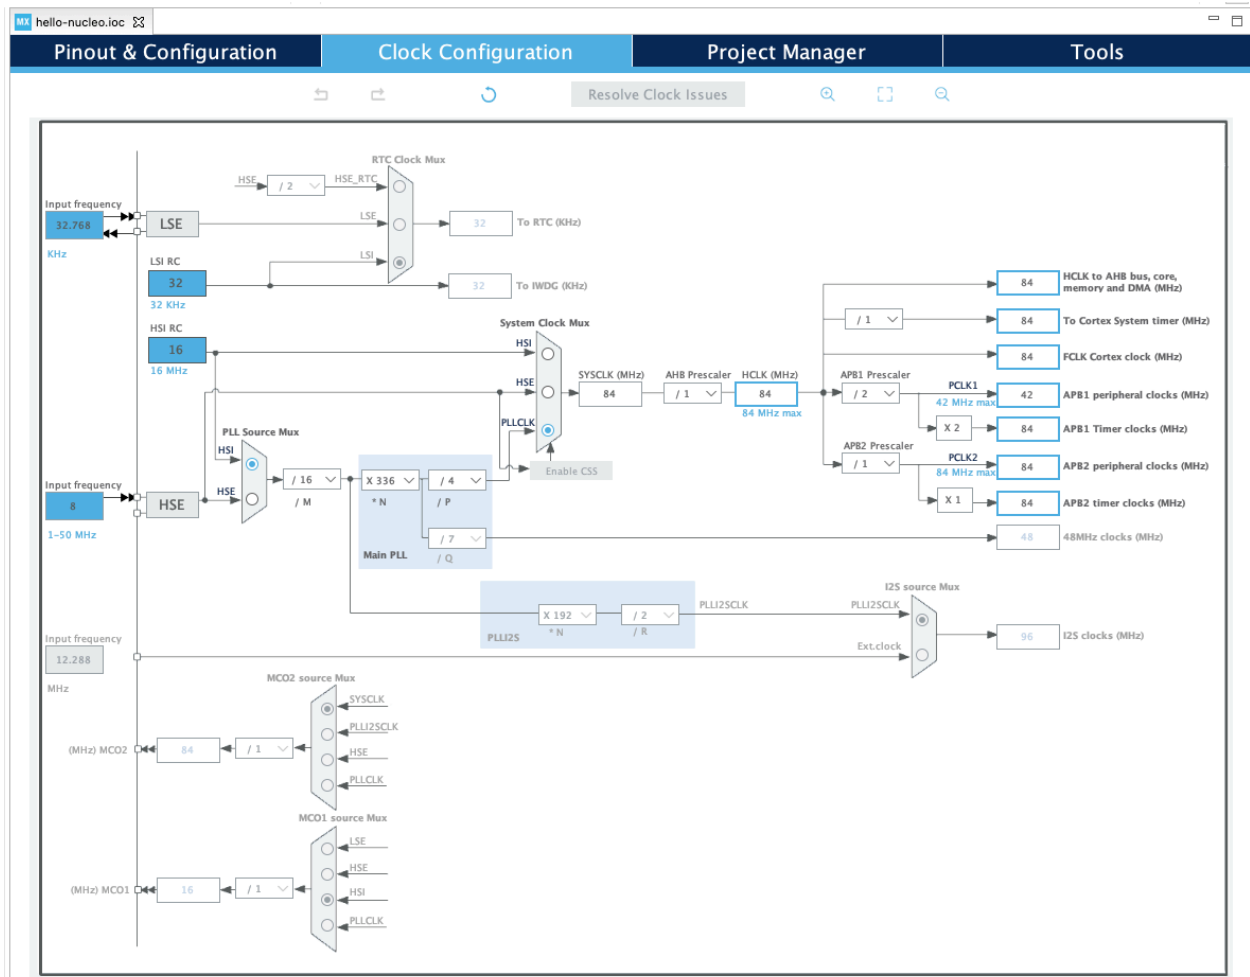 MX hello-nucleo.ioc
Pinout & Configuration
Clock Configuration
Project Manager
Tools
Resolve Clock Issues
RTC Clock Mux
HSE
/ 2
HSE_RTC
Input frequency
32.768
KHz
LSE
LSE
32
To RTC (KHz)
LSI RC
32
32 KHz
LSI
32
To IWDG (KHz)
HSI RC
16
16 MHz
System Clock Mux
HSI
HSE
PLLCLK
SYSCLK (MHz)
84
AHB Prescaler
/ 1
HCLK (MHz)
84
84 MHz max
84
HCLK to AHB bus, core,
memory and DMA (MHz)
/ 1
84
To Cortex System timer (MHz)
84
FCLK Cortex clock (MHz)
APB1 Prescaler
/ 2
PCLK1
42 MHz max
42
APB1 peripheral clocks (MHz)
X 2
84
APB1 Timer clocks (MHz)
APB2 Prescaler
/ 1
PCLK2
84 MHz max
84
APB2 peripheral clocks (MHz)
X 1
84
APB2 timer clocks (MHz)
Enable CSS
PLL Source Mux
HSI
HSE
Input frequency
8
1-50 MHz
HSE
/ 16
/ M
X 336
* N
/ 4
/ P
/ 7
/ Q
Main PLL
48
48MHz clocks (MHz)
PLLI2S
X 192
* N
/ 2
/ R
PLLI2SCLK
I2S source Mux
PLLI2SCLK
Ext.clock
96
I2S clocks (MHz)
Input frequency
12.288
MHz
MCO2 source Mux
SYSCLK
PLLI2SCLK
HSE
PLLCLK
(MHz) MCO2
84
/ 1
MCO1 source Mux
LSE
HSE
HSI
PLLCLK
(MHz) MCO1
16
/ 1